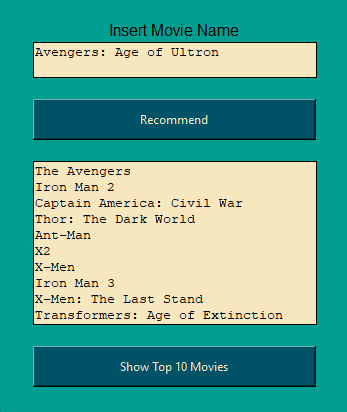 Insert Movie Name
Avengers: Age of Ultron
Recommend
The Avengers
Iron Man 2
Captain America: Civil War
Thor: The Dark World
Ant-Man
X2
X-Men
Iron Man 3
X-Men: The Last Stand
Transformers: Age of Extinction
Show Top 10 Movies